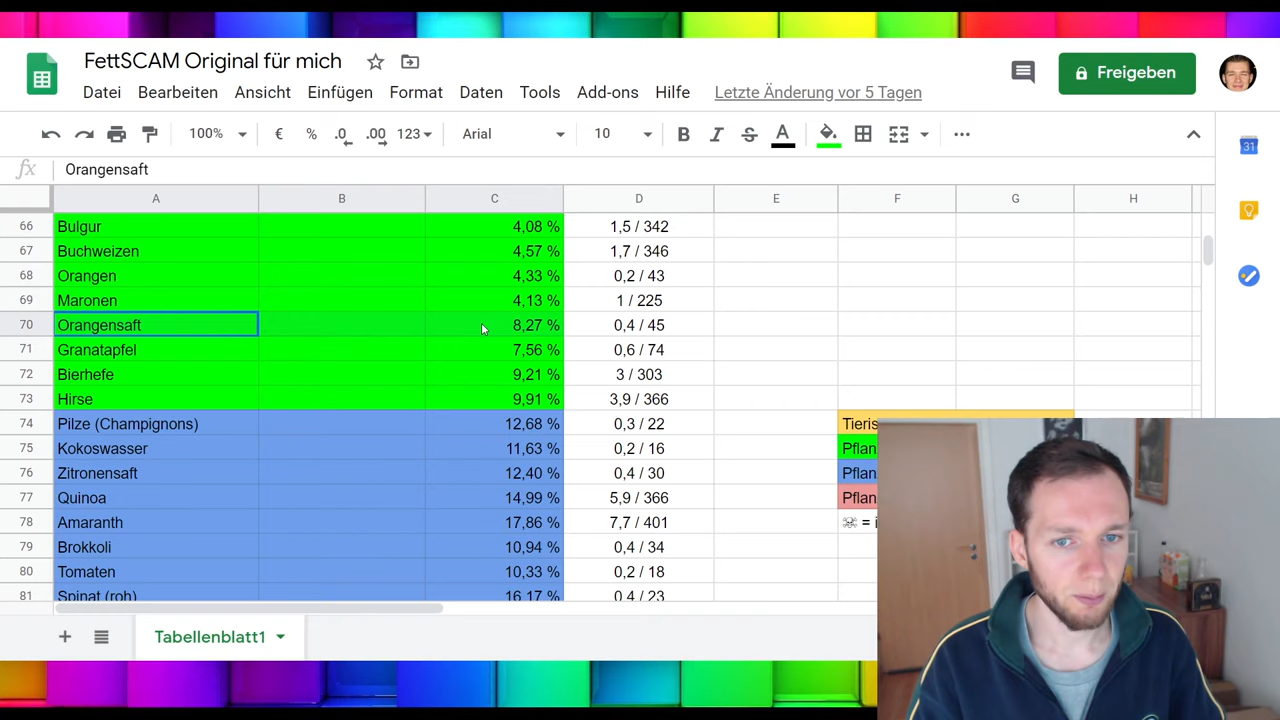 FettSCAM Original für mich
Freigeben
Datei Bearbeiten Ansicht Einfügen Format Daten Tools Add-ons Hilfe Letzte Änderung vor 5 Tagen
100% € % .0 .00 123 Arial 10 B I S A
31
fx Orangensaft
A B C D E F G H
66 Bulgur 4,08 % 1,5 / 342
67 Buchweizen 4,57 % 1,7 / 346
68 Orangen 4,33 % 0,2 / 43
69 Maronen 4,13 % 1 / 225
70 Orangensaft 8,27 % 0,4 / 45
71 Granatapfel 7,56 % 0,6 / 74
72 Bierhefe 9,21 % 3 / 303
73 Hirse 9,91 % 3,9 / 366
74 Pilze (Champignons) 12,68 % 0,3 / 22 Tieris
75 Kokoswasser 11,63 % 0,2 / 16 Pflan
76 Zitronensaft 12,40 % 0,4 / 30 Pflan
77 Quinoa 14,99 % 5,9 / 366 Pflan
78 Amaranth 17,86 % 7,7 / 401 ☠ = i
79 Brokkoli 10,94 % 0,4 / 34
80 Tomaten 10,33 % 0,2 / 18
81 Spinat (roh) 16,17 % 0,4 / 23
Tabellenblatt1